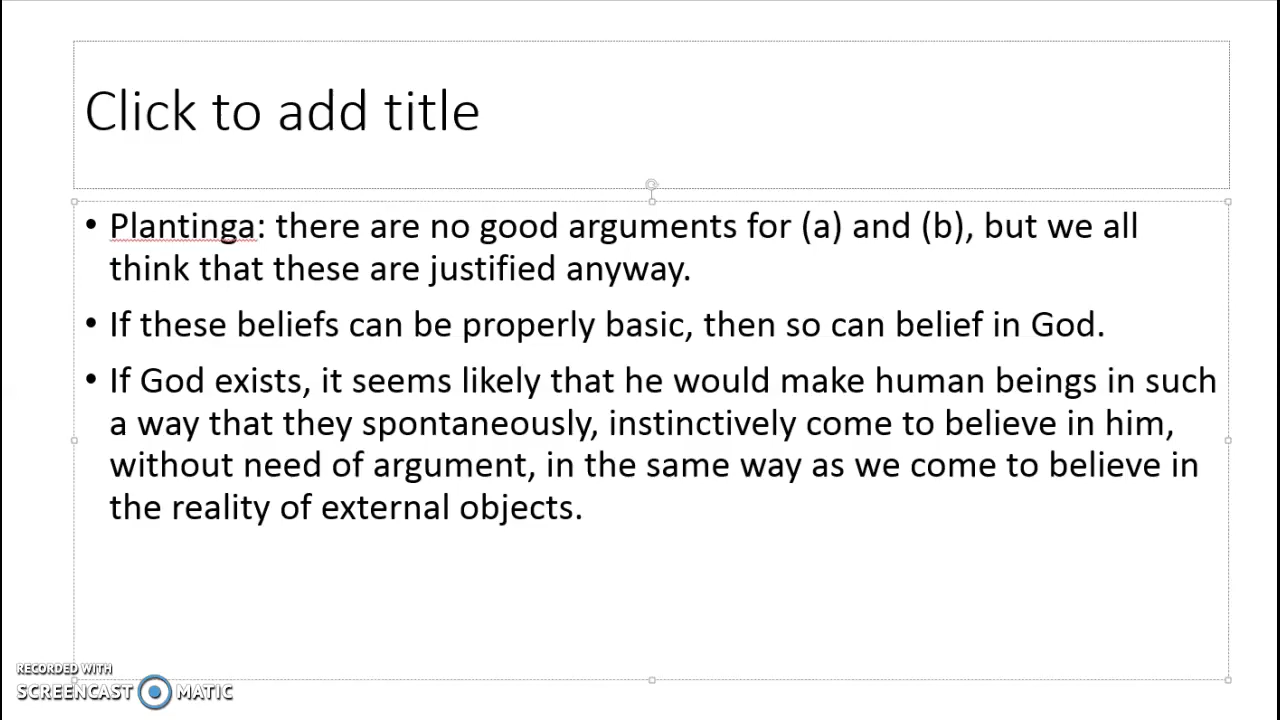 Click to add title
• Plantinga: there are no good arguments for (a) and (b), but we all
think that these are justified anyway.
• If these beliefs can be properly basic, then so can belief in God.
• If God exists, it seems likely that he would make human beings in such
a way that they spontaneously, instinctively come to believe in him,
without need of argument, in the same way as we come to believe in
the reality of external objects.
RECORDED WITH
SCREENCAST MATIC